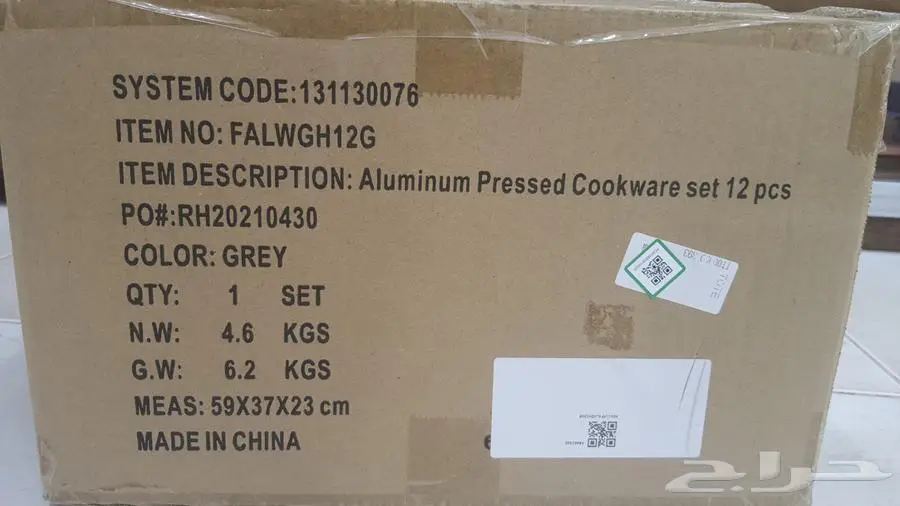 SYSTEM CODE:131130076
ITEM NO: FALWGH12G
ITEM DESCRIPTION: Aluminum Pressed Cookware set 12 pcs
PO#:RH20210430
COLOR: GREY
QTY: 1 SET
N.W: 4.6 KGS
G.W: 6.2 KGS
MEAS: 59X37X23 cm
MADE IN CHINA
TOTE
حراج